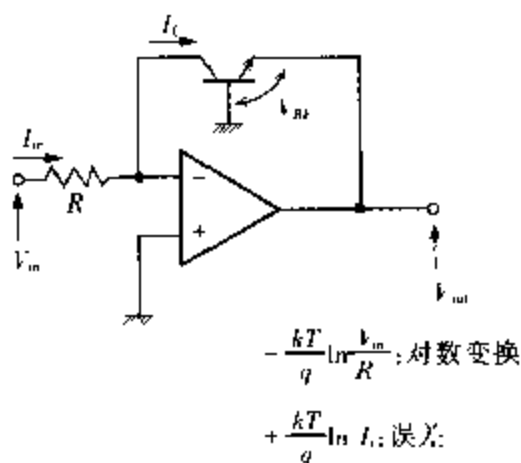 I_C
V_BE
I_in
R
−
+
V_in
V_out
− kT/q ln V_in/R : 对数变换
+ kT/q ln I_s : 误差